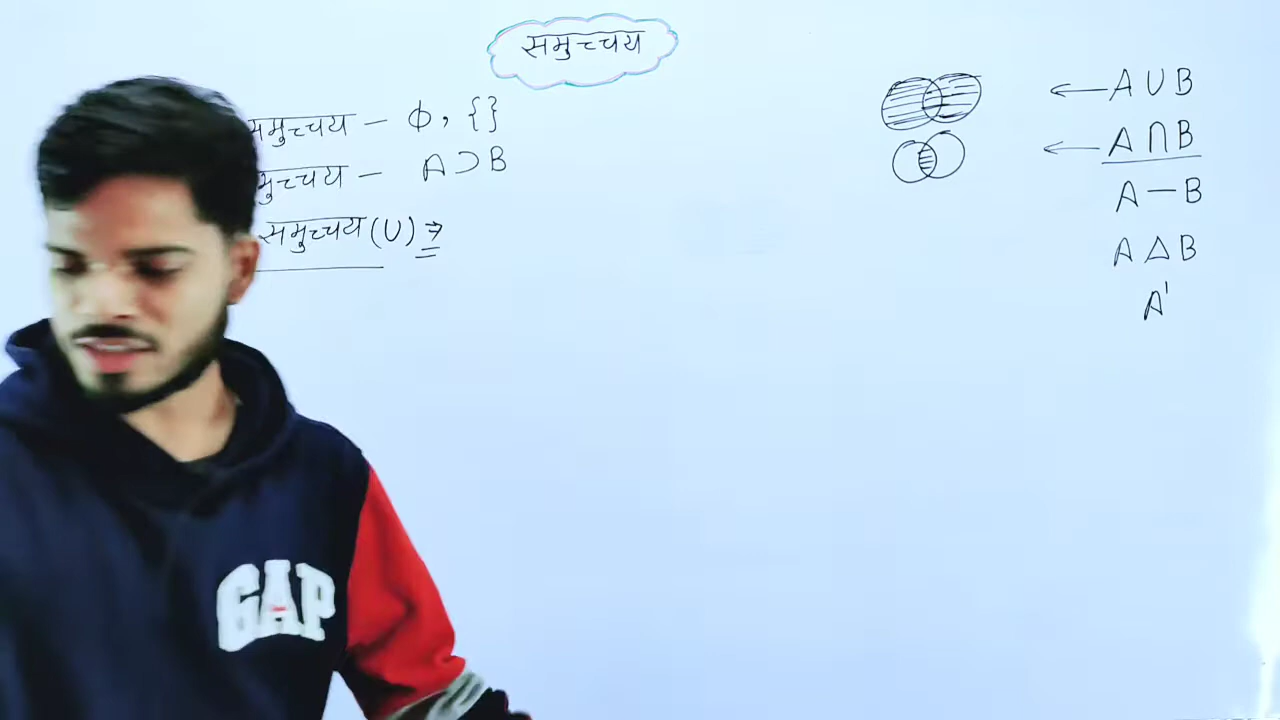 समुच्चय
समुच्चय – ϕ, {}
मुच्चय – A ⊃ B
समुच्चय (U) ⇒
← A ∪ B
← A ∩ B
A – B
A Δ B
A'
GAP